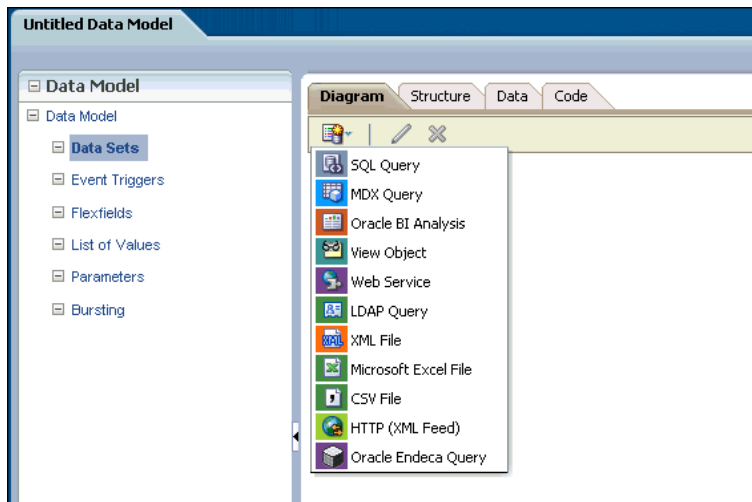 Untitled Data Model
Data Model
Data Model
Data Sets
Event Triggers
Flexfields
List of Values
Parameters
Bursting
Diagram
Structure
Data
Code
SQL Query
MDX Query
Oracle BI Analysis
View Object
Web Service
LDAP Query
XML File
Microsoft Excel File
CSV File
HTTP (XML Feed)
Oracle Endeca Query